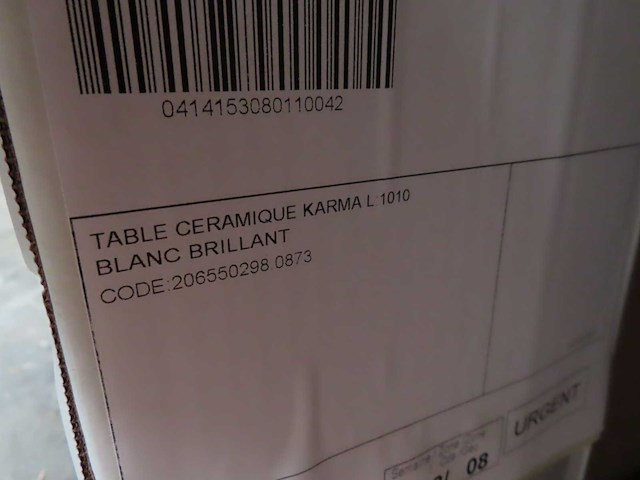 0414153080110042
TABLE CERAMIQUE KARMA L:1010
BLANC BRILLANT
CODE:206550298.0873
URGENT
08